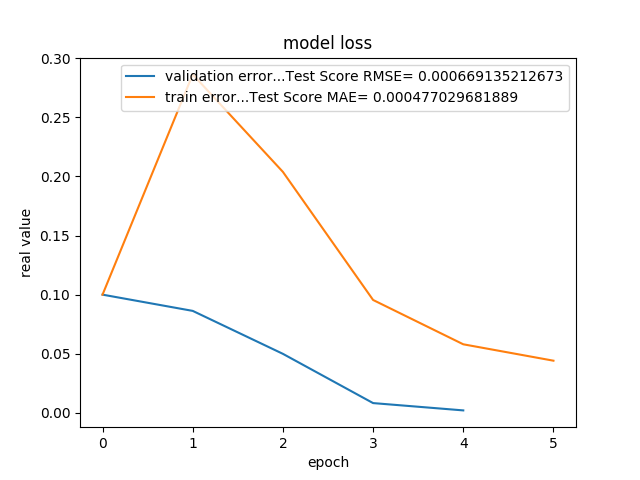 model loss
validation error...Test Score RMSE= 0.000669135212673
train error...Test Score MAE= 0.000477029681889
real value
0.30
0.25
0.20
0.15
0.10
0.05
0.00
0 1 2 3 4 5
epoch